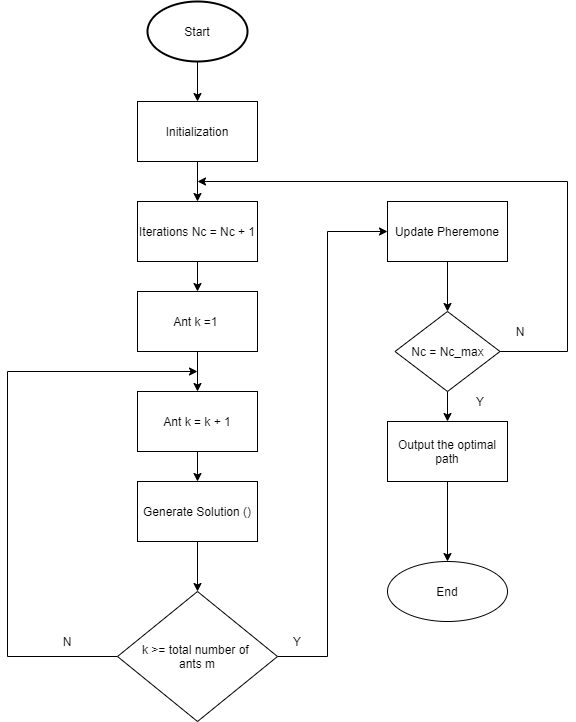 Start
Initialization
Iterations Nc = Nc + 1
Ant k =1
Ant k = k + 1
Generate Solution ()
k >= total number of
ants m
N
Y
Update Pheremone
Nc = Nc_max
N
Y
Output the optimal
path
End